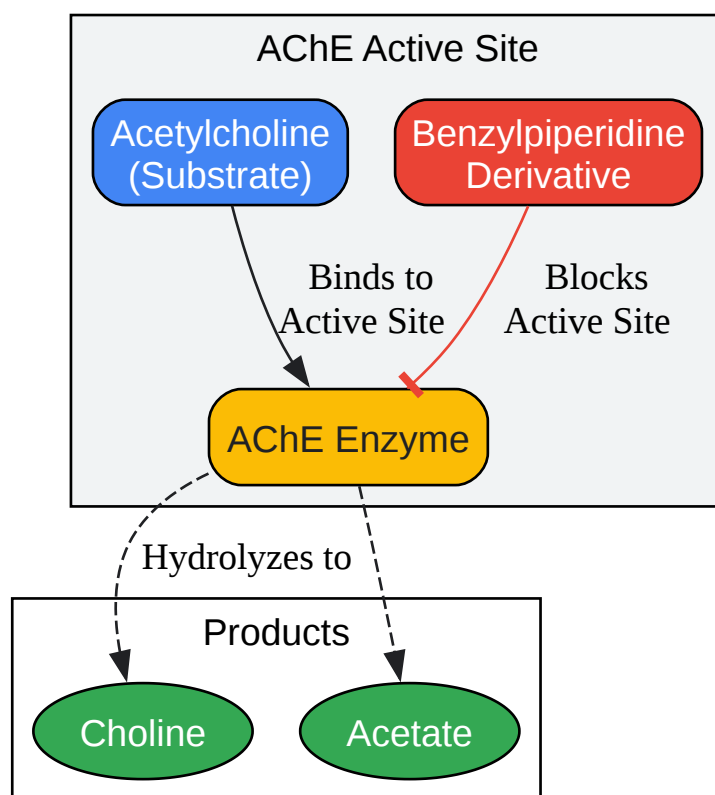 AChE Active Site
Acetylcholine
(Substrate)
Benzylpiperidine
Derivative
Binds to
Active Site
Blocks
Active Site
AChE Enzyme
Hydrolyzes to
Products
Choline
Acetate